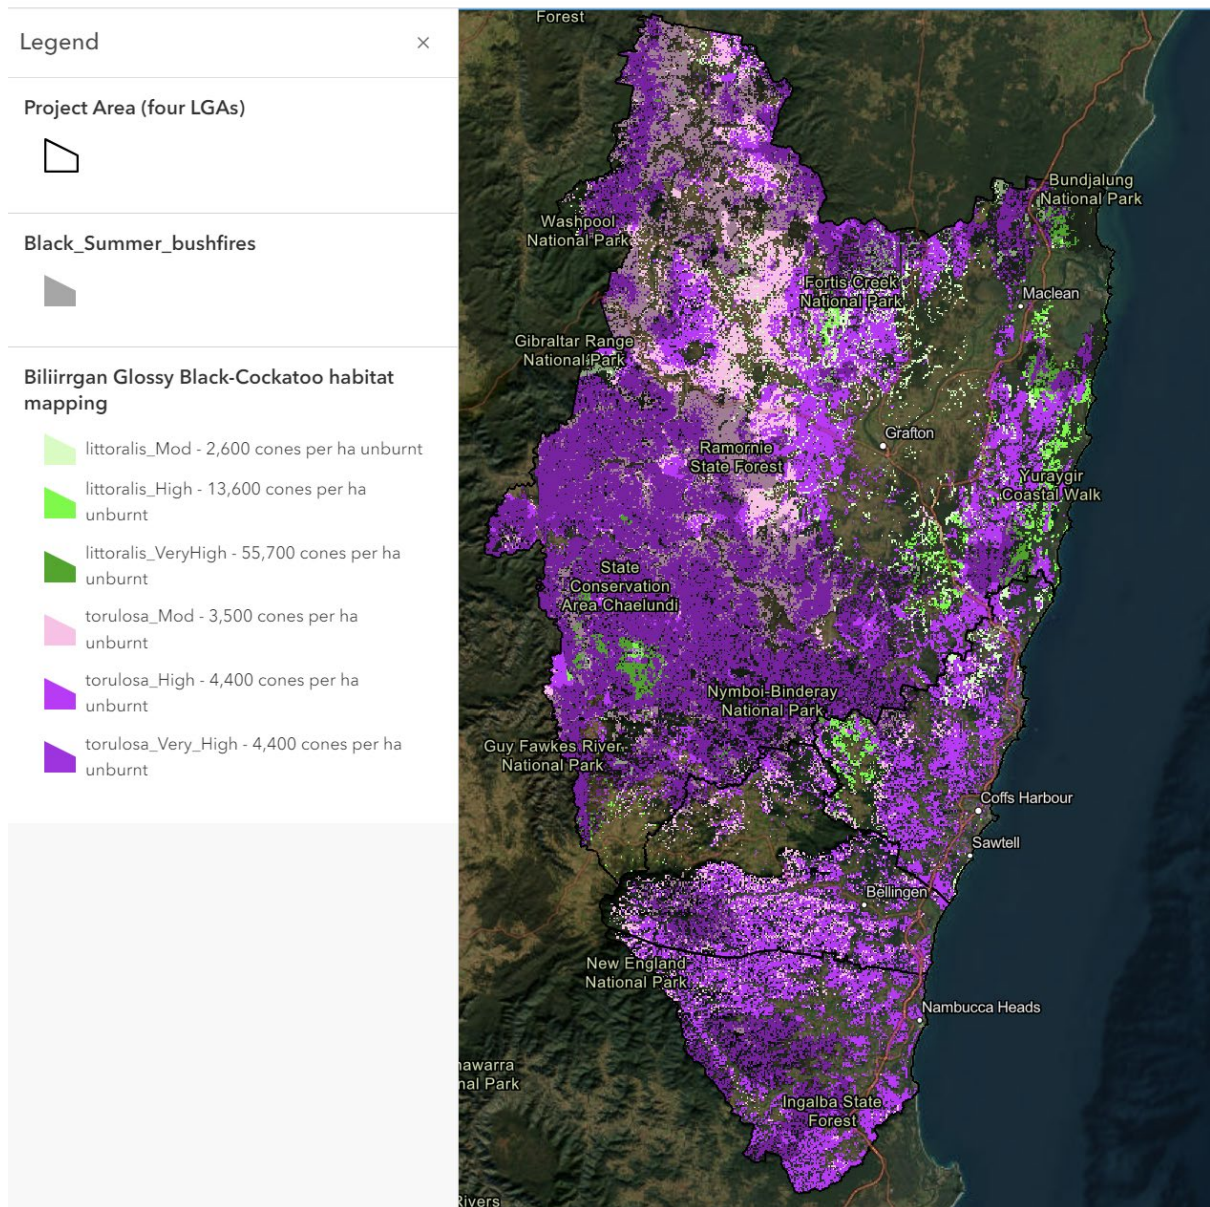 Legend
×
Project Area (four LGAs)
Black_Summer_bushfires
Biliirrgan Glossy Black-Cockatoo habitat
mapping
littoralis_Mod - 2,600 cones per ha unburnt
littoralis_High - 13,600 cones per ha
unburnt
littoralis_VeryHigh - 55,700 cones per ha
unburnt
torulosa_Mod - 3,500 cones per ha
unburnt
torulosa_High - 4,400 cones per ha
unburnt
torulosa_Very_High - 4,400 cones per ha
unburnt
Forest
Bundjalung
National Park
Washpool
National Park
Fortis Creek
National Park
Maclean
Gibraltar Range
National Park
Grafton
Ramornie
State Forest
Yuraygir
Coastal Walk
State
Conservation
Area Chaelundi
Nymboi-Binderay
National Park
Guy Fawkes River
National Park
Coffs Harbour
Sawtell
Bellingen
New England
National Park
Nambucca Heads
nawarra
nal Park
Ingalba State
Forest
Rivers